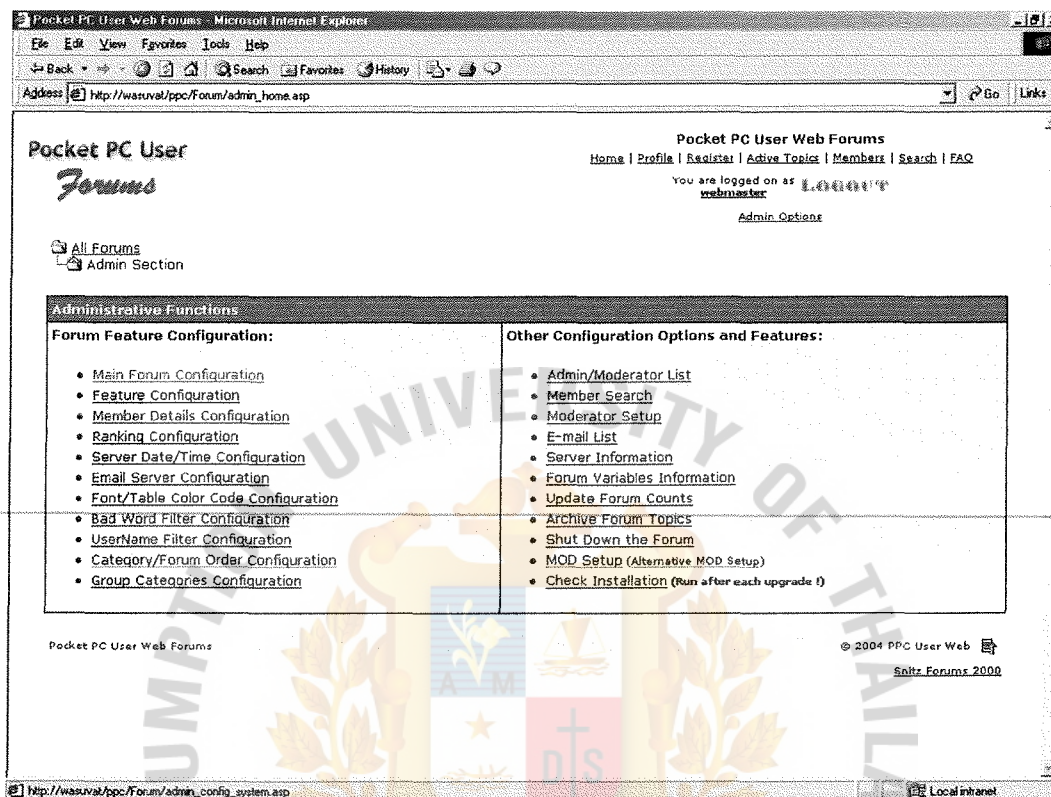 Pocket PC User Web Forums - Microsoft Internet Explorer
File Edit View Favorites Tools Help
Back Search Favorites History
Address http://wasuvat/ppc/Forum/admin_home.asp Go Links
Pocket PC User
Forums
Pocket PC User Web Forums
Home | Profile | Register | Active Topics | Members | Search | FAQ
You are logged on as
webmaster
LOGOUT
Admin Options
All Forums
Admin Section
Administrative Functions
Forum Feature Configuration:
• Main Forum Configuration
• Feature Configuration
• Member Details Configuration
• Ranking Configuration
• Server Date/Time Configuration
• Email Server Configuration
• Font/Table Color Code Configuration
• Bad Word Filter Configuration
• UserName Filter Configuration
• Category/Forum Order Configuration
• Group Categories Configuration
Other Configuration Options and Features:
• Admin/Moderator List
• Member Search
• Moderator Setup
• E-mail List
• Server Information
• Forum Variables Information
• Update Forum Counts
• Archive Forum Topics
• Shut Down the Forum
• MOD Setup (Alternative MOD Setup)
• Check Installation (Run after each upgrade !)
Pocket PC User Web Forums
© 2004 PPC User Web
Snitz Forums 2000
http://wasuvat/ppc/Forum/admin_config_system.asp
Local intranet
UMPTION UNIVERSITY OF THAILA
A M
D S